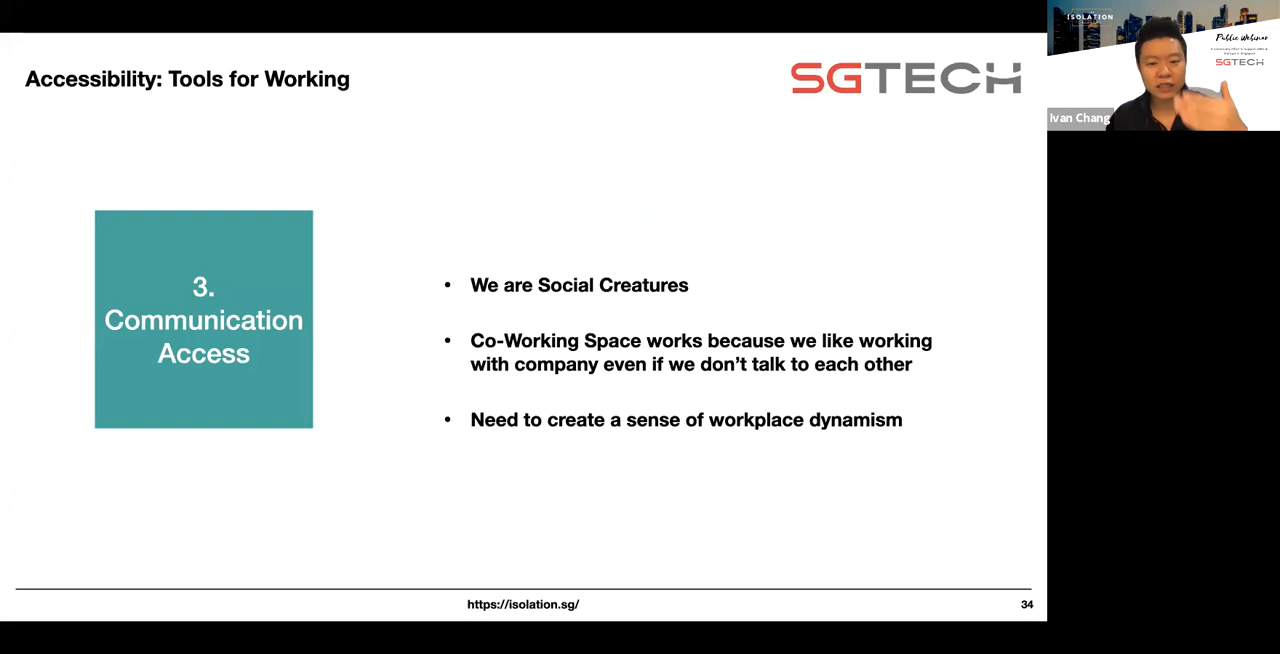 Accessibility: Tools for Working
SGTECH
ISOLATION
Public Webinar
SGTECH
Ivan Chang
3.
Communication
Access
• We are Social Creatures
• Co-Working Space works because we like working
with company even if we don't talk to each other
• Need to create a sense of workplace dynamism
https://isolation.sg/
34